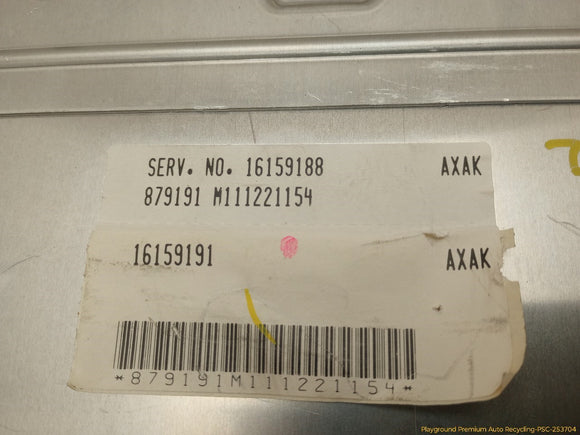 SERV. NO. 16159188 AXAK
879191 M111221154
16159191 AXAK
*879191M111221154*
Playground Premium Auto Recycling-PSC-253704